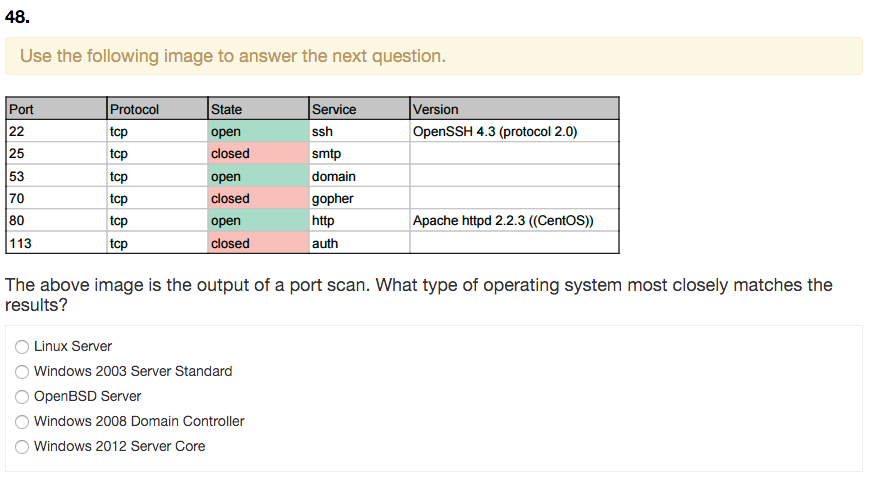 48.
Use the following image to answer the next question.
Port Protocol State Service Version
22 tcp open ssh OpenSSH 4.3 (protocol 2.0)
25 tcp closed smtp
53 tcp open domain
70 tcp closed gopher
80 tcp open http Apache httpd 2.2.3 ((CentOS))
113 tcp closed auth
The above image is the output of a port scan. What type of operating system most closely matches the
results?
Linux Server
Windows 2003 Server Standard
OpenBSD Server
Windows 2008 Domain Controller
Windows 2012 Server Core